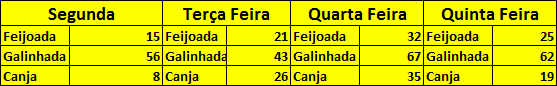 Segunda Terça Feira Quarta Feira Quinta Feira
Feijoada 15 Feijoada 21 Feijoada 32 Feijoada 25
Galinhada 56 Galinhada 43 Galinhada 67 Galinhada 62
Canja 8 Canja 26 Canja 35 Canja 19